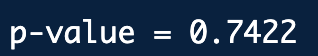 p-value = 0.7422